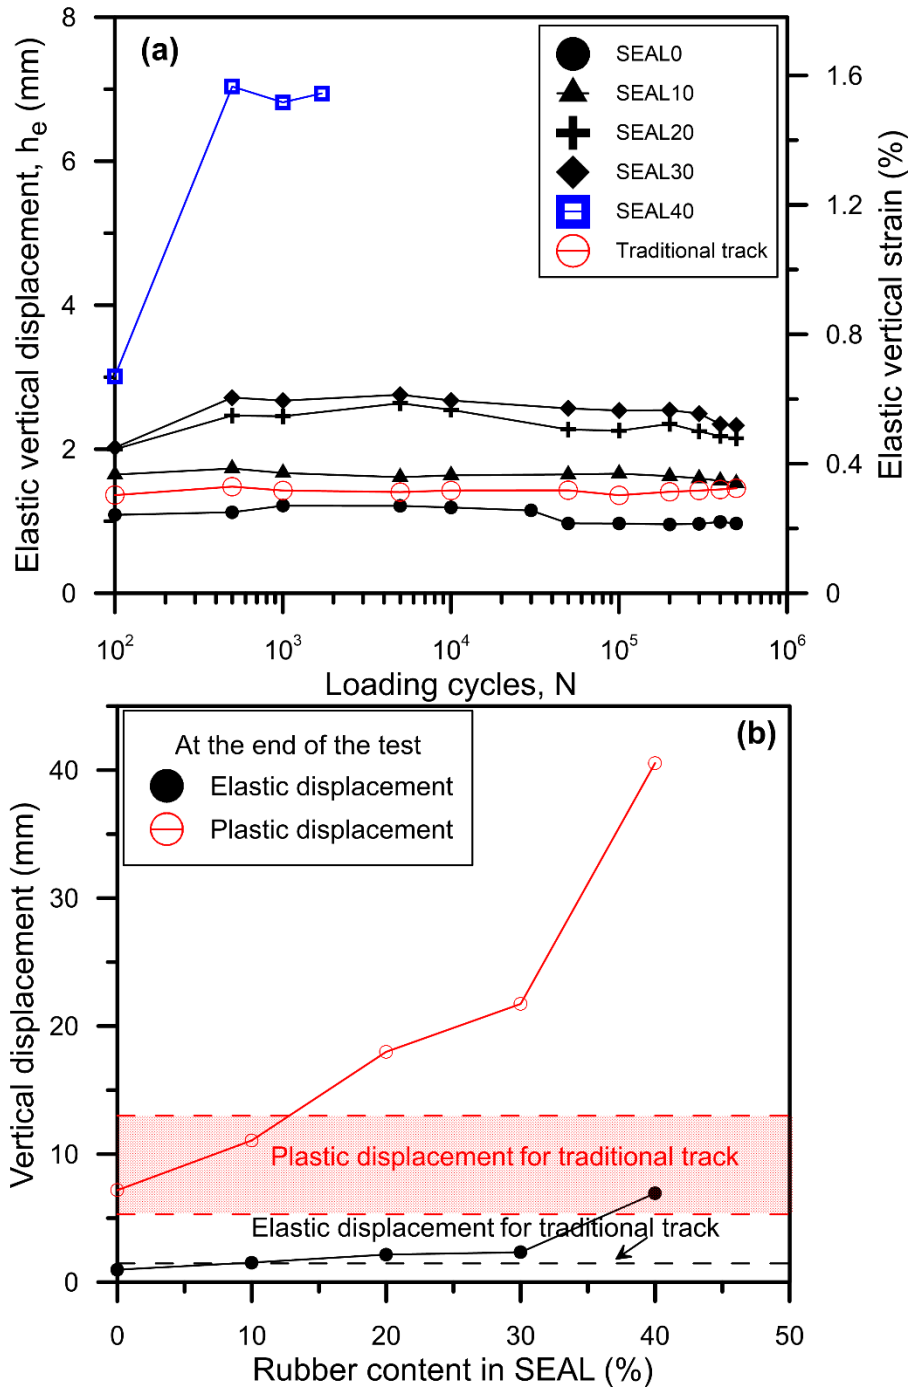 (a)
SEAL0
SEAL10
SEAL20
SEAL30
SEAL40
Traditional track
Elastic vertical displacement, hₑ (mm)
8
6
4
2
0
Elastic vertical strain (%)
1.6
1.2
0.8
0.4
0
10² 10³ 10⁴ 10⁵ 10⁶
Loading cycles, N
(b)
At the end of the test
Elastic displacement
Plastic displacement
Vertical displacement (mm)
40
30
20
10
0
Plastic displacement for traditional track
Elastic displacement for traditional track
0 10 20 30 40 50
Rubber content in SEAL (%)